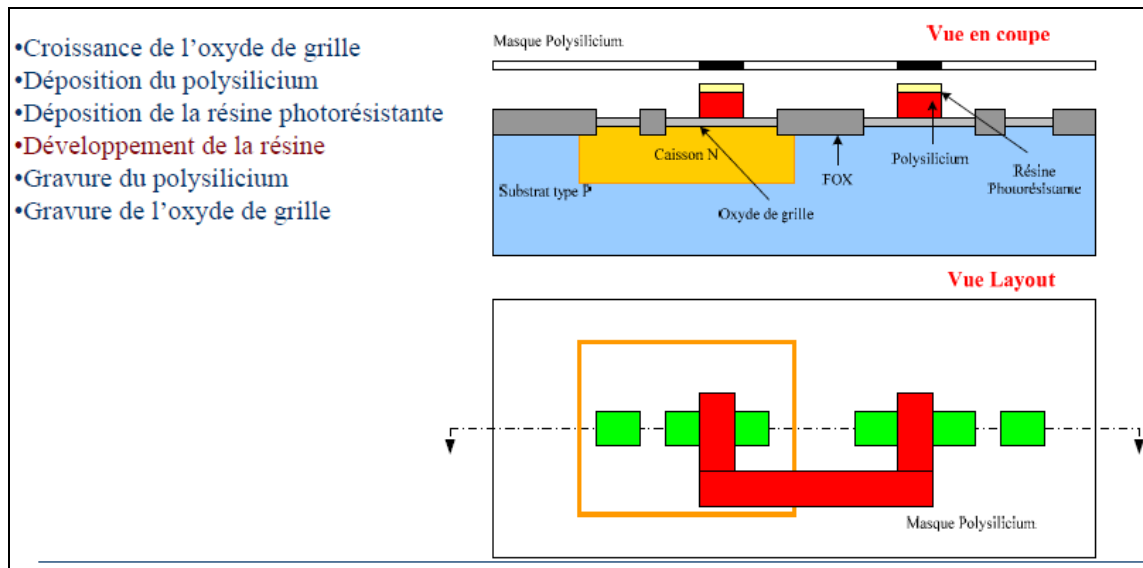 •Croissance de l'oxyde de grille
•Déposition du polysilicium
•Déposition de la résine photorésistante
•Développement de la résine
•Gravure du polysilicium
•Gravure de l'oxyde de grille
Masque Polysilicium
Vue en coupe
Caisson N
Substrat type P
FOX
Oxyde de grille
Polysilicium
Résine
Photorésistante
Vue Layout
Masque Polysilicium